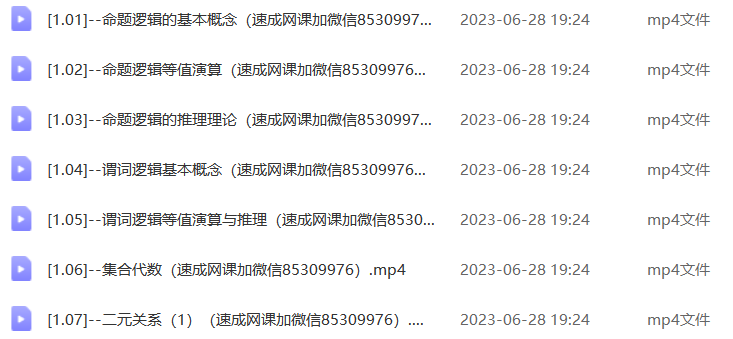 [1.01]--命题逻辑的基本概念（速成网课加微信8530997... 2023-06-28 19:24 mp4文件
[1.02]--命题逻辑等值演算（速成网课加微信85309976... 2023-06-28 19:24 mp4文件
[1.03]--命题逻辑的推理理论（速成网课加微信8530997... 2023-06-28 19:24 mp4文件
[1.04]--谓词逻辑基本概念（速成网课加微信85309976... 2023-06-28 19:24 mp4文件
[1.05]--谓词逻辑等值演算与推理（速成网课加微信8530... 2023-06-28 19:24 mp4文件
[1.06]--集合代数（速成网课加微信85309976）.mp4 2023-06-28 19:24 mp4文件
[1.07]--二元关系（1）（速成网课加微信85309976）.... 2023-06-28 19:24 mp4文件